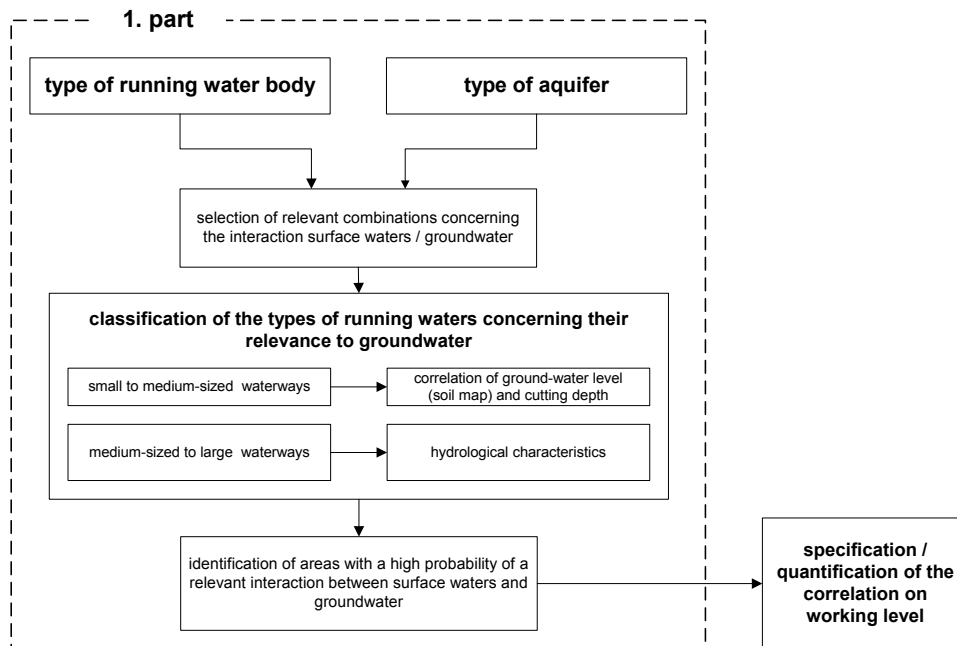 1. part
type of running water body
type of aquifer
selection of relevant combinations concerning
the interaction surface waters / groundwater
classification of the types of running waters concerning their
relevance to groundwater
small to medium-sized waterways
correlation of ground-water level
(soil map) and cutting depth
medium-sized to large waterways
hydrological characteristics
identification of areas with a high probability of a
relevant interaction between surface waters and
groundwater
specification /
quantification of the
correlation on
working level